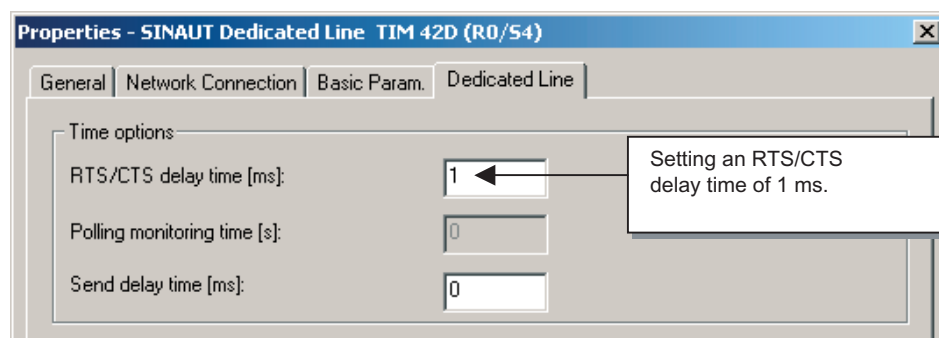 Properties - SINAUT Dedicated Line TIM 42D (R0/S4)
General Network Connection Basic Param. Dedicated Line
Time options
RTS/CTS delay time [ms]: 1
Setting an RTS/CTS
delay time of 1 ms.
Polling monitoring time [s]: 0
Send delay time [ms]: 0